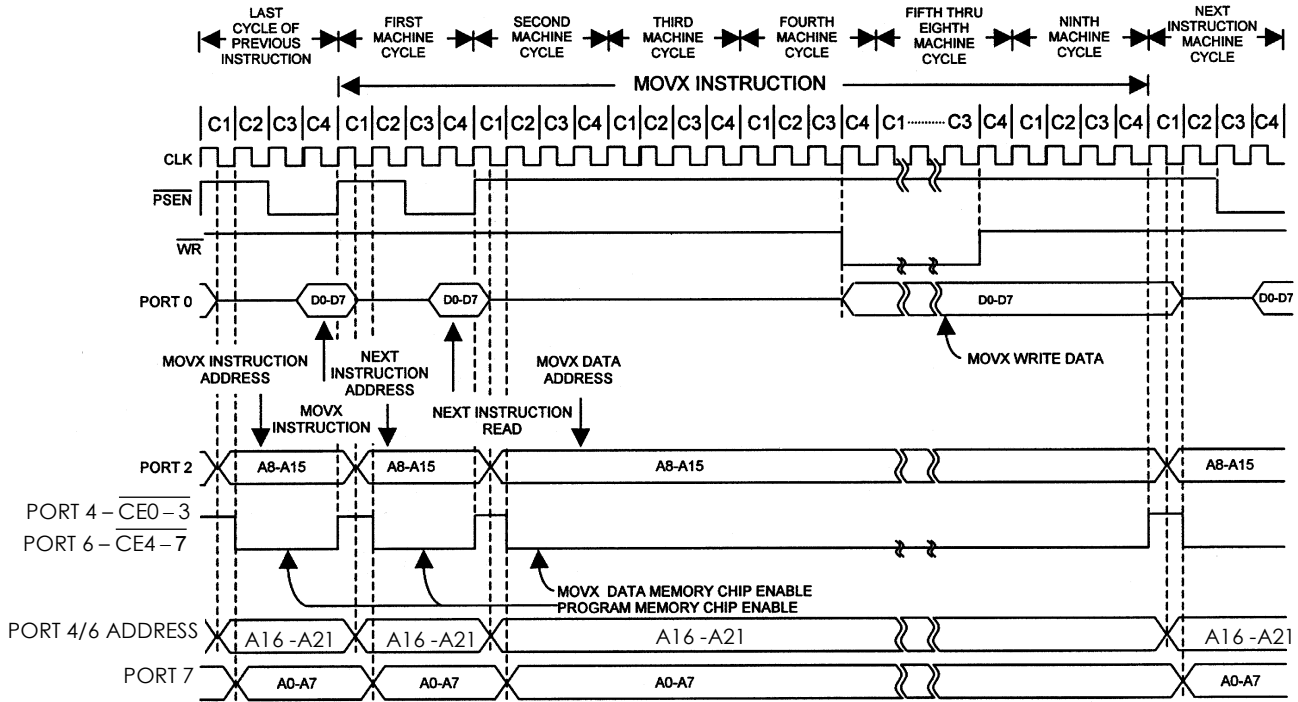 LAST
CYCLE OF
PREVIOUS
INSTRUCTION
FIRST
MACHINE
CYCLE
SECOND
MACHINE
CYCLE
THIRD
MACHINE
CYCLE
FOURTH
MACHINE
CYCLE
FIFTH THRU
EIGHTH
MACHINE
CYCLE
NINTH
MACHINE
CYCLE
NEXT
INSTRUCTION
MACHINE
CYCLE
MOVX INSTRUCTION
C1 C2 C3 C4 C1 C2 C3 C4 C1 C2 C3 C4 C1 C2 C3 C4 C1 C2 C3 C4 C1 ......... C3 C4 C1 C2 C3 C4 C1 C2 C3 C4
CLK
PSEN
WR
PORT 0 D0-D7 D0-D7 D0-D7 D0-D7
MOVX WRITE DATA
MOVX INSTRUCTION
ADDRESS
NEXT
INSTRUCTION
ADDRESS
MOVX DATA
ADDRESS
MOVX
INSTRUCTION
NEXT INSTRUCTION
READ
PORT 2 A8-A15 A8-A15 A8-A15 A8-A15
PORT 4 – CE0 – 3
PORT 6 – CE4 – 7
MOVX DATA MEMORY CHIP ENABLE
PROGRAM MEMORY CHIP ENABLE
PORT 4/6 ADDRESS A16 -A21 A16 -A21 A16 -A21 A16 -A21
PORT 7 A0-A7 A0-A7 A0-A7 A0-A7